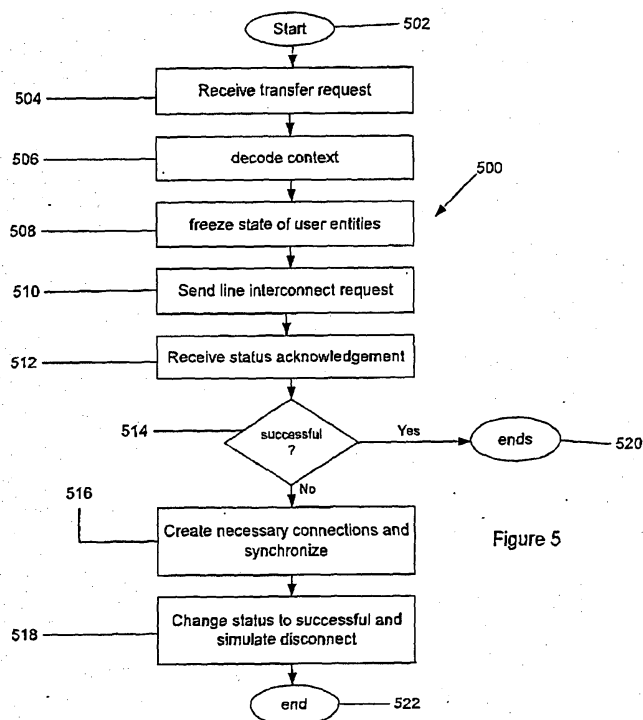 Start
502
504
Receive transfer request
506
decode context
500
508
freeze state of user entities
510
Send line interconnect request
512
Receive status acknowledgement
514
successful
?
Yes
ends
520
No
516
Create necessary connections and
synchronize
Figure 5
518
Change status to successful and
simulate disconnect
end
522